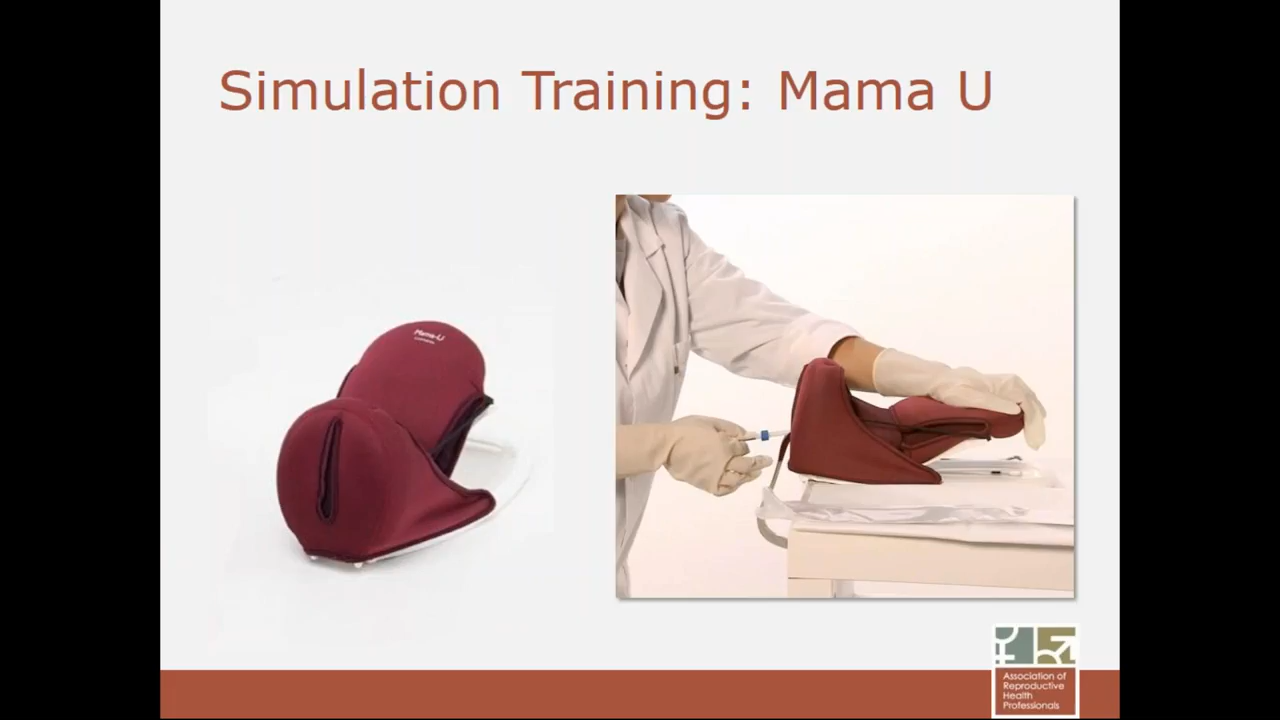 Simulation Training: Mama U
Mama-U
Association of
Reproductive
Health
Professionals